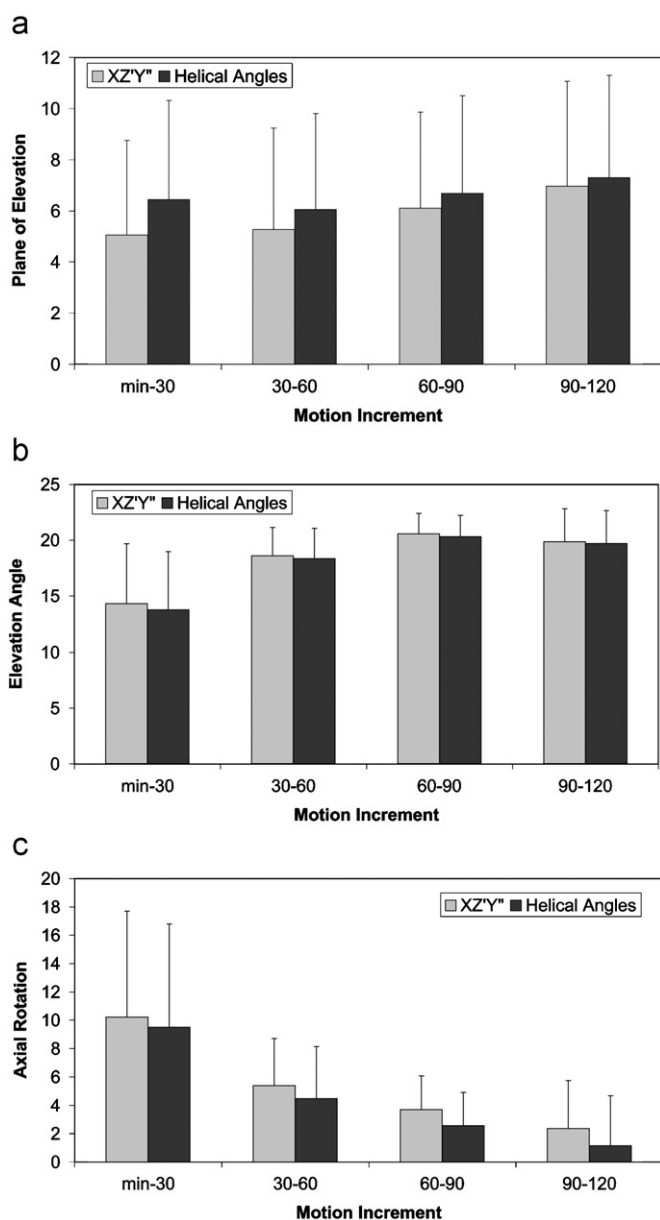 a
12
10
8
6
4
2
0
Plane of Elevation
XZ'Y" Helical Angles
min-30 30-60 60-90 90-120
Motion Increment
b
25
20
15
10
5
0
Elevation Angle
XZ'Y" Helical Angles
min-30 30-60 60-90 90-120
Motion Increment
c
20
18
16
14
12
10
8
6
4
2
0
Axial Rotation
XZ'Y" Helical Angles
min-30 30-60 60-90 90-120
Motion Increment